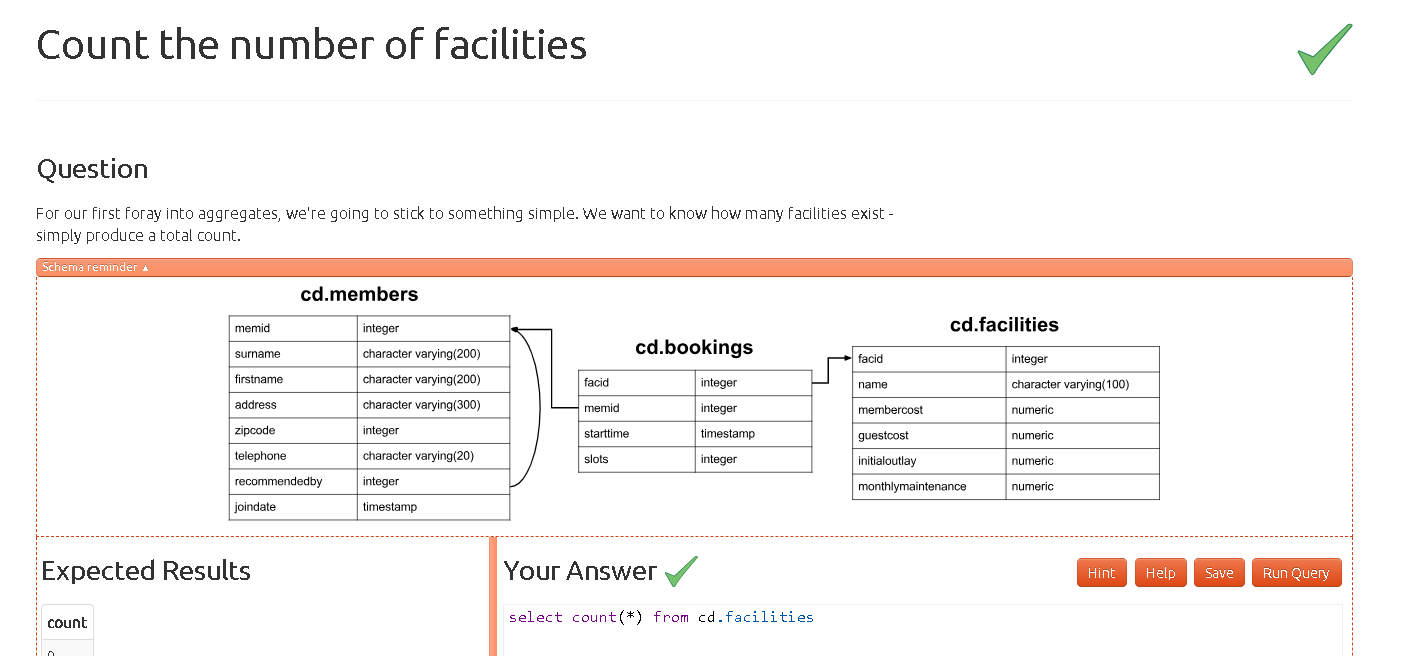 Count the number of facilities
Question
For our first foray into aggregates, we're going to stick to something simple. We want to know how many facilities exist -
simply produce a total count.
Schema reminder ▲
cd.members
memid integer
surname character varying(200)
firstname character varying(200)
address character varying(300)
zipcode integer
telephone character varying(20)
recommendedby integer
joindate timestamp
cd.bookings
facid integer
memid integer
starttime timestamp
slots integer
cd.facilities
facid integer
name character varying(100)
membercost numeric
guestcost numeric
initialoutlay numeric
monthlymaintenance numeric
Expected Results
count
Your Answer
Hint Help Save Run Query
select count(*) from cd.facilities